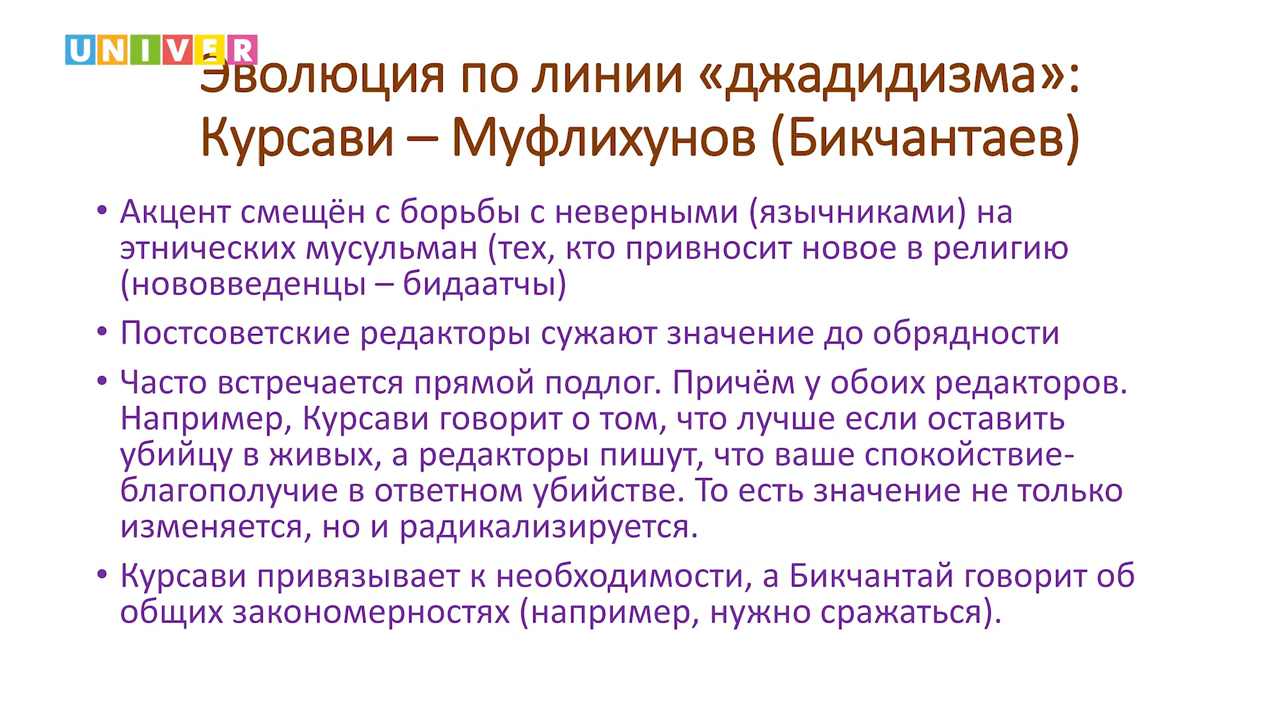 UNIVER
Эволюция по линии «джадидизма»:
Курсави – Муфлихунов (Бикчантаев)
• Акцент смещён с борьбы с неверными (язычниками) на
этнических мусульман (тех, кто привносит новое в религию
(нововведенцы – бидаатчы)
• Постсоветские редакторы сужают значение до обрядности
• Часто встречается прямой подлог. Причём у обоих редакторов.
Например, Курсави говорит о том, что лучше если оставить
убийцу в живых, а редакторы пишут, что ваше спокойствие-
благополучие в ответном убийстве. То есть значение не только
изменяется, но и радикализируется.
• Курсави привязывает к необходимости, а Бикчантай говорит об
общих закономерностях (например, нужно сражаться).